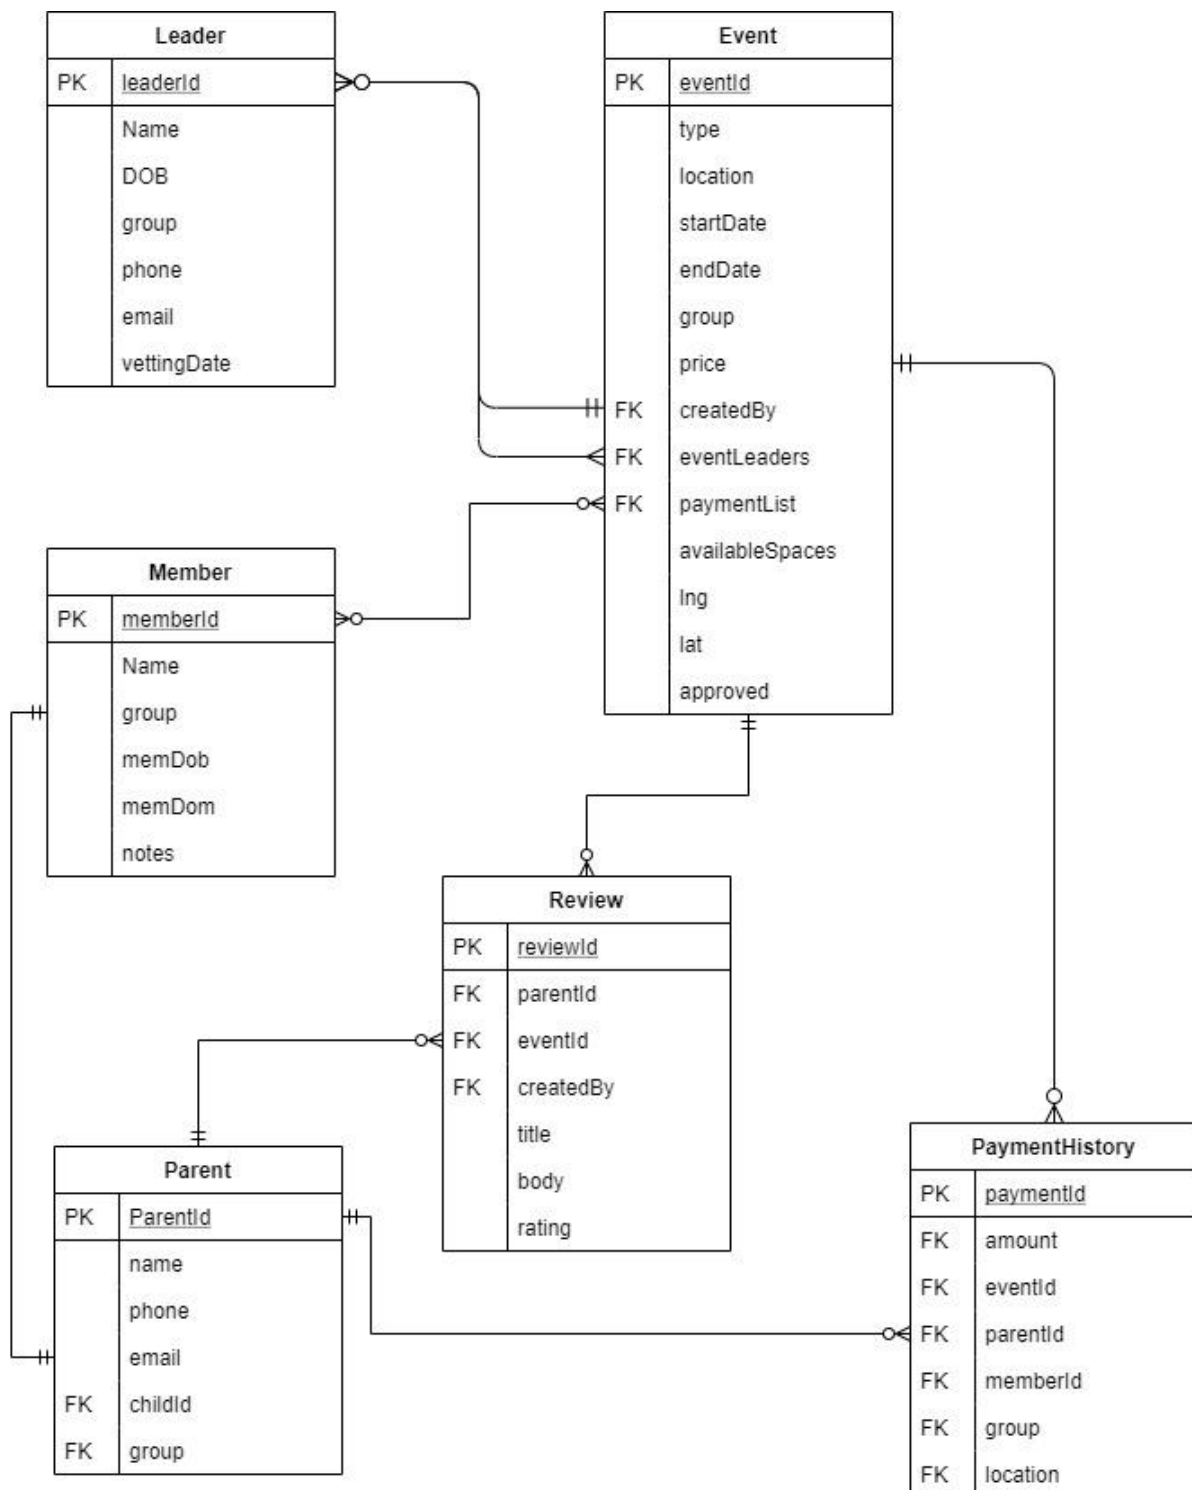 Leader
PK leaderId
Name
DOB
group
phone
email
vettingDate
Event
PK eventId
type
location
startDate
endDate
group
price
FK createdBy
FK eventLeaders
FK paymentList
availableSpaces
lng
lat
approved
Member
PK memberId
Name
group
memDob
memDom
notes
Review
PK reviewId
FK parentId
FK eventId
FK createdBy
title
body
rating
Parent
PK ParentId
name
phone
email
FK childId
FK group
PaymentHistory
PK paymentId
FK amount
FK eventId
FK parentId
FK memberId
FK group
FK location